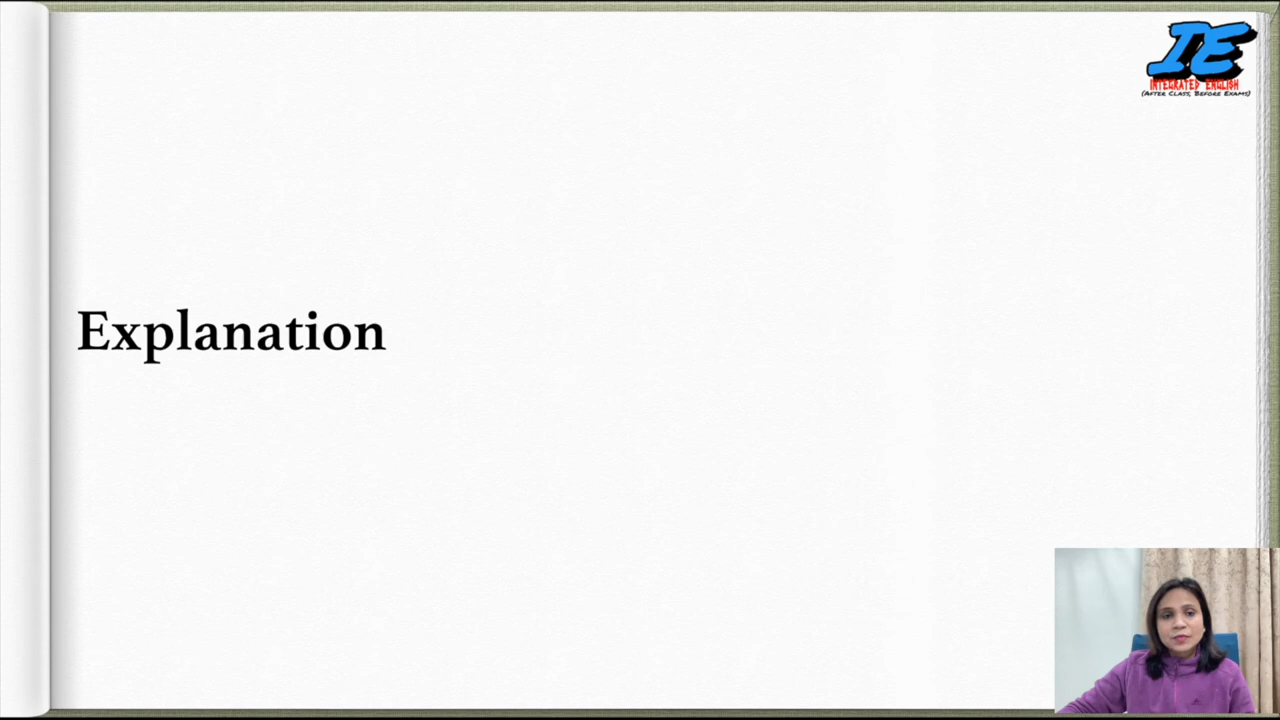 IE
INTEGRATED ENGLISH
(AFTER CLASS, BEFORE EXAMS)
Explanation